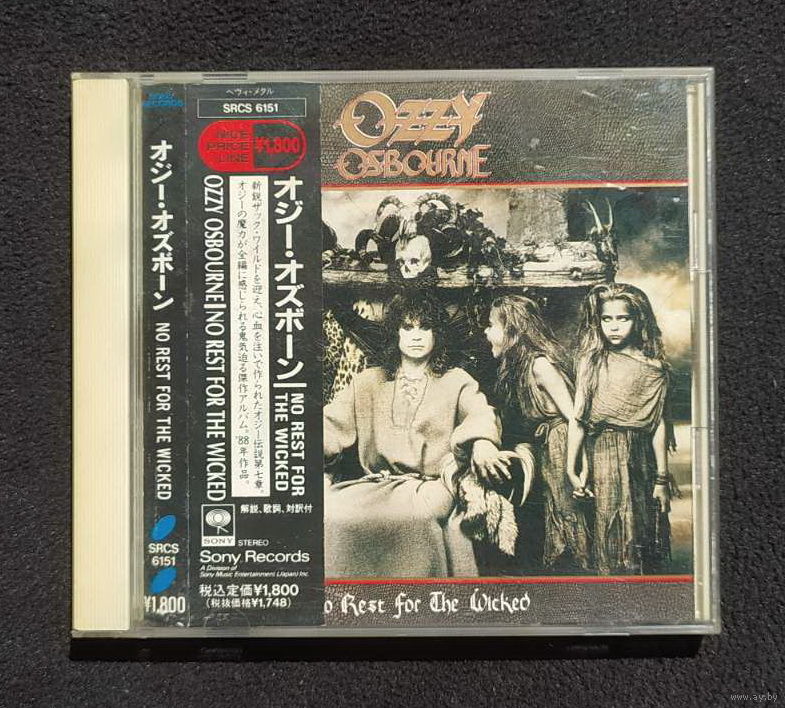 SONY RECORDS
オジー・オズボーン
NO REST FOR THE WICKED
SRCS
6151
¥1,800
ヘヴィ・メタル
SRCS 6151
NICE
PRICE
LINE
¥1,800
オジー・オズボーン
NO REST FOR
THE WICKED
新鋭ザック・ワイルドを迎え、心血を注いで作られたオジー伝説第七章。
オジーの魔力が全編に感じられる鬼気迫る傑作アルバム。'88年作品。
OZZY OSBOURNE NO REST FOR THE WICKED
解説、歌詞、対訳付
SONY
STEREO
Sony Records
A Division of
Sony Music Entertainment (Japan) Inc.
税込定価¥1,800
(税抜価格¥1,748)
OZZY
OSBOURNE
o Rest for The Wicked
www.ay.by